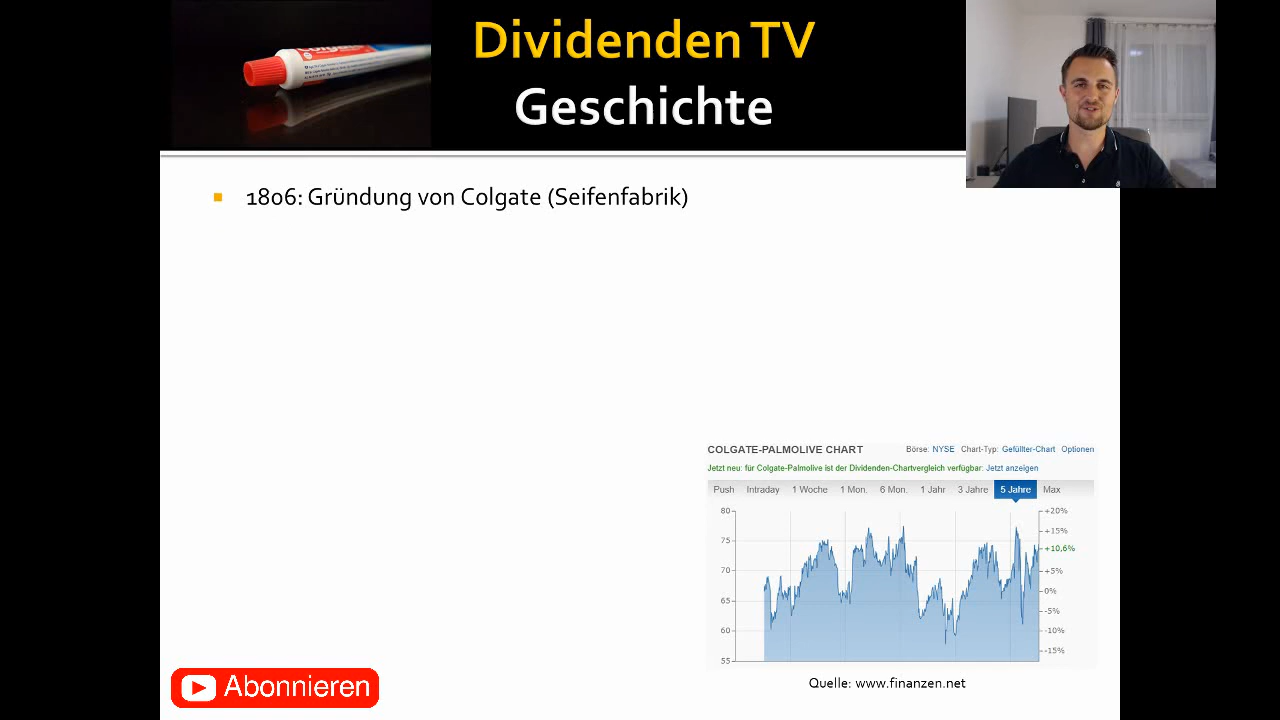 Dividenden TV
Geschichte
1806: Gründung von Colgate (Seifenfabrik)
COLGATE-PALMOLIVE CHART
Börse: NYSE Chart-Typ: Gefüllter-Chart Optionen
Jetzt neu: für Colgate-Palmolive ist der Dividenden-Chartvergleich verfügbar: Jetzt anzeigen
Push Intraday 1 Woche 1 Mon. 6 Mon. 1 Jahr 3 Jahre 5 Jahre Max
80 +20%
75 +15%
+10,6%
70 +5%
65 0%
-5%
60 -10%
-15%
55
Quelle: www.finanzen.net
Abonnieren